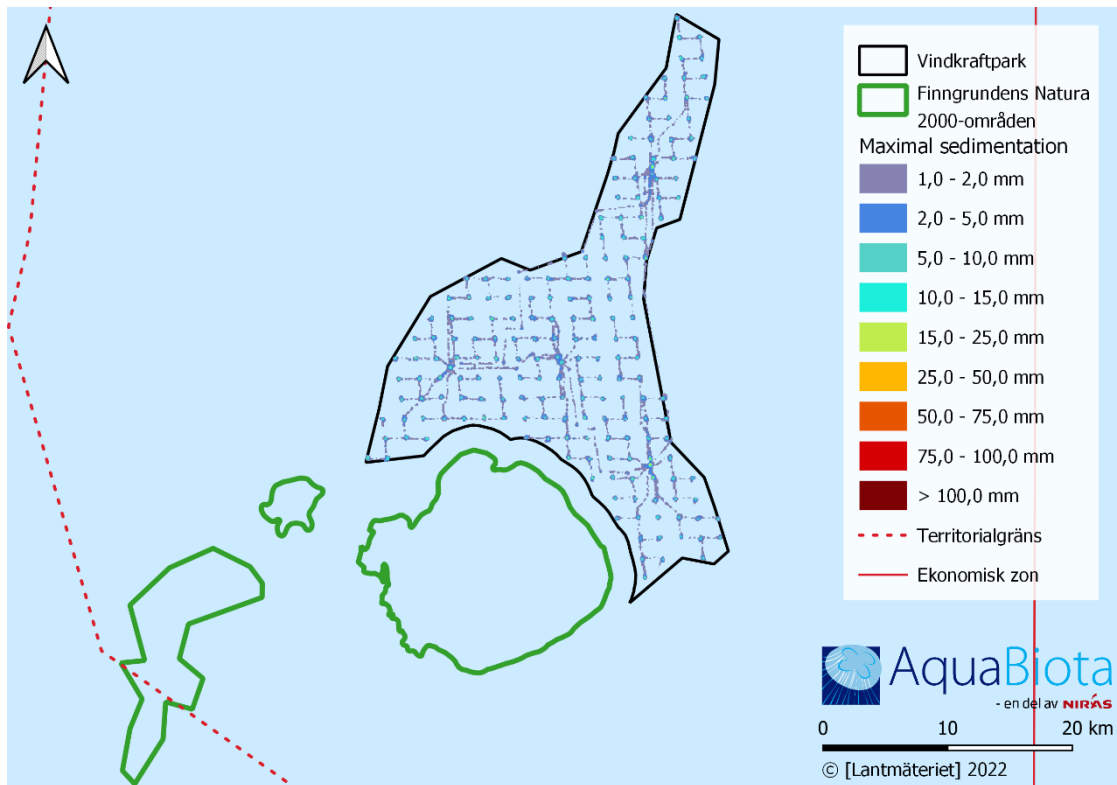 Vindkraftpark
Finngrundens Natura
2000-områden
Maximal sedimentation
1,0 - 2,0 mm
2,0 - 5,0 mm
5,0 - 10,0 mm
10,0 - 15,0 mm
15,0 - 25,0 mm
25,0 - 50,0 mm
50,0 - 75,0 mm
75,0 - 100,0 mm
> 100,0 mm
Territorialgräns
Ekonomisk zon
AquaBiota
- en del av NIRÁS
0 10 20 km
© [Lantmäteriet] 2022